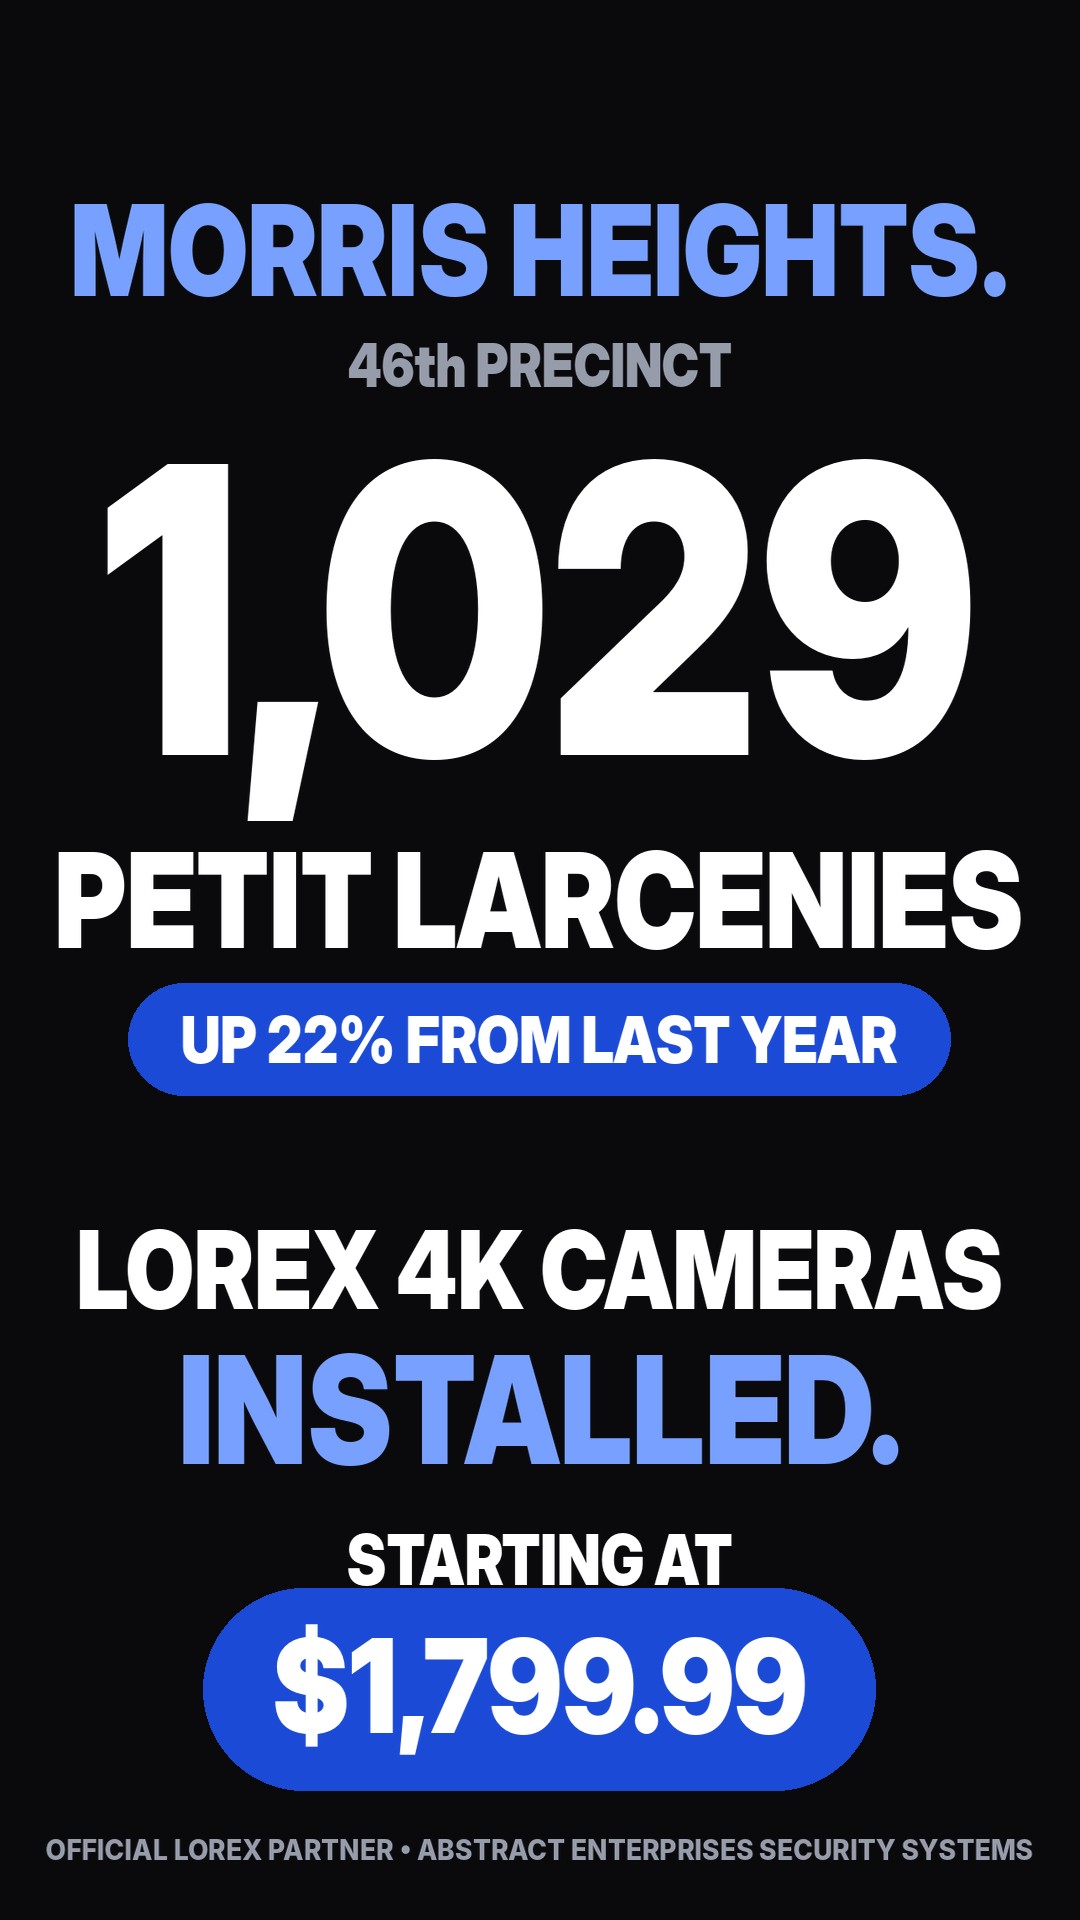 MORRIS HEIGHTS.
46th PRECINCT
1,029
PETIT LARCENIES
UP 22% FROM LAST YEAR
LOREX 4K CAMERAS
INSTALLED.
STARTING AT
$1,799.99
OFFICIAL LOREX PARTNER • ABSTRACT ENTERPRISES SECURITY SYSTEMS